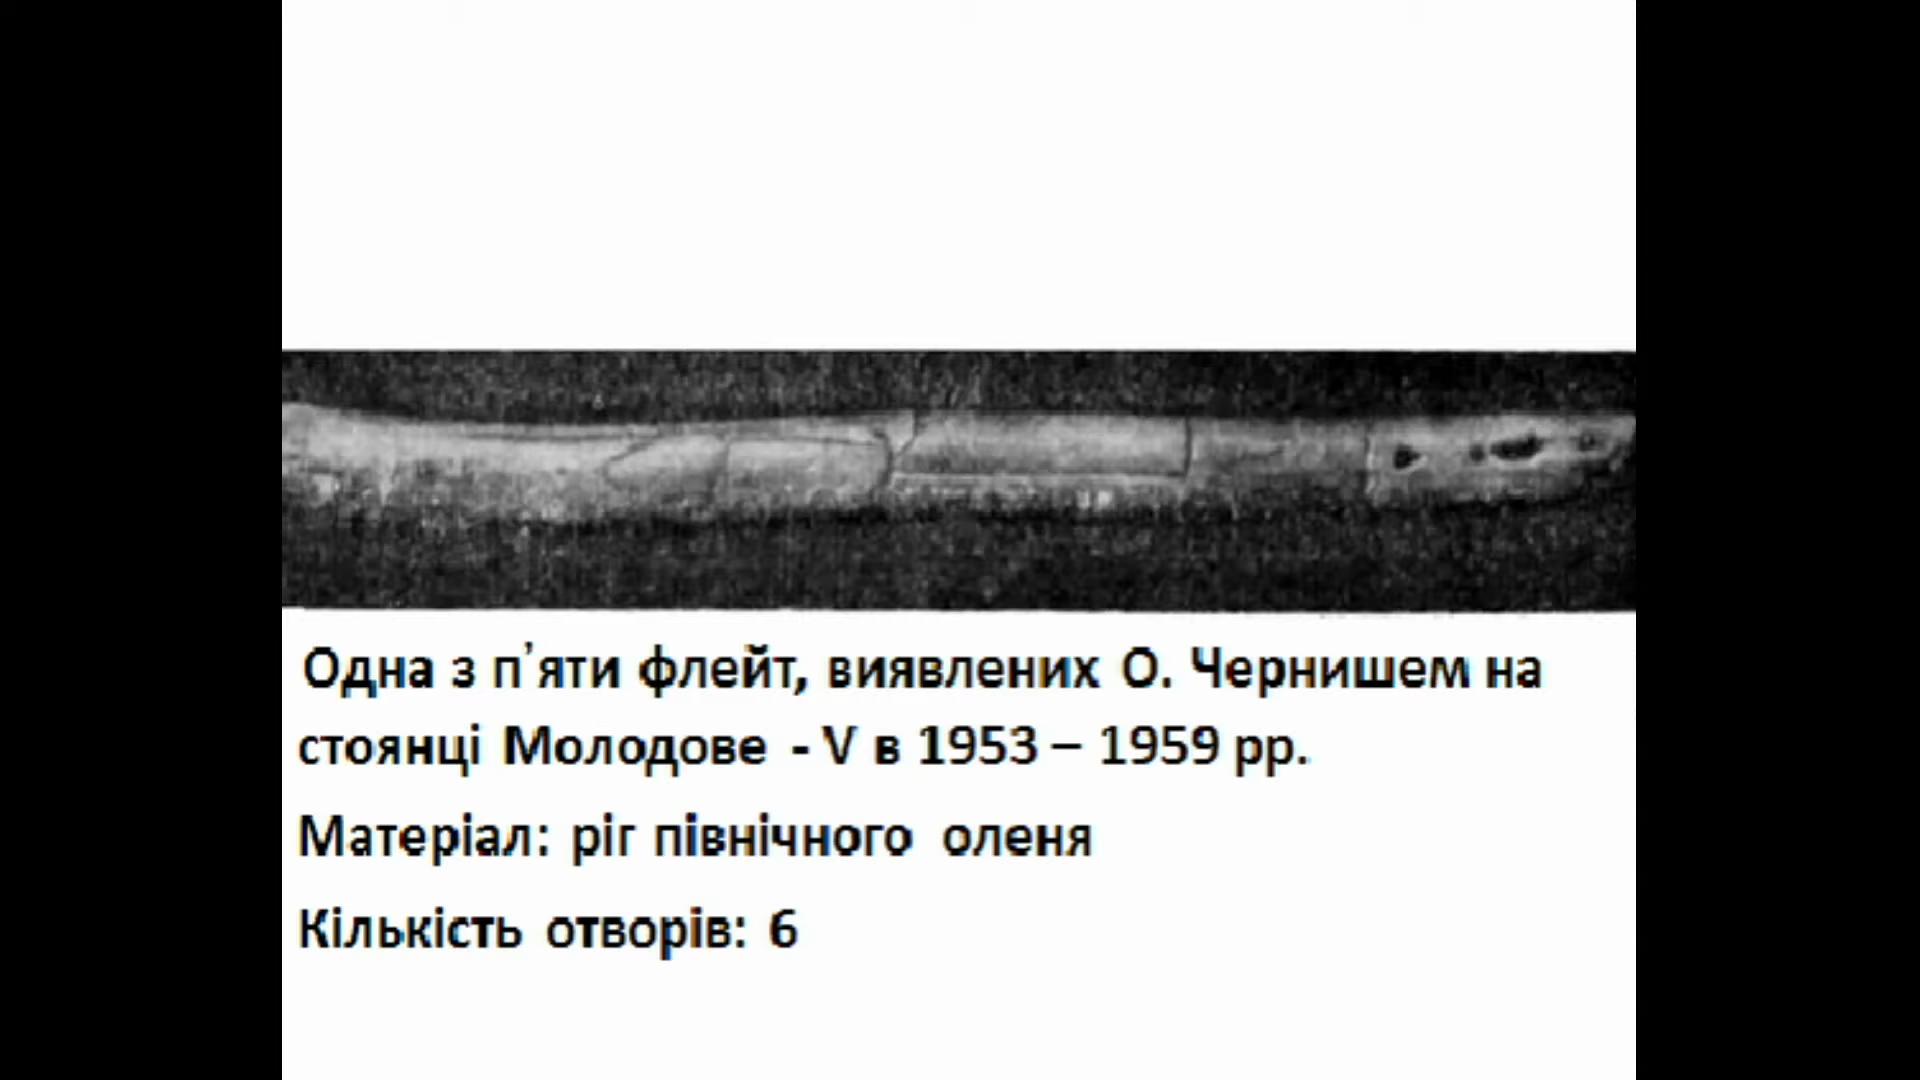 Одна з п'яти флейт, виявлених О. Чернишем на
стоянці Молодове - V в 1953 – 1959 рр.
Матеріал: ріг північного оленя
Кількість отворів: 6